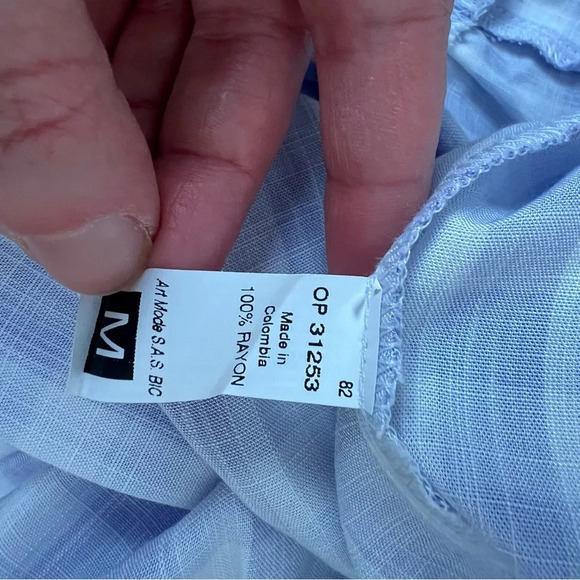 82
OP 31253
Made in
Colombia
100% RAYON
Art Mode S.A.S. BIC
M